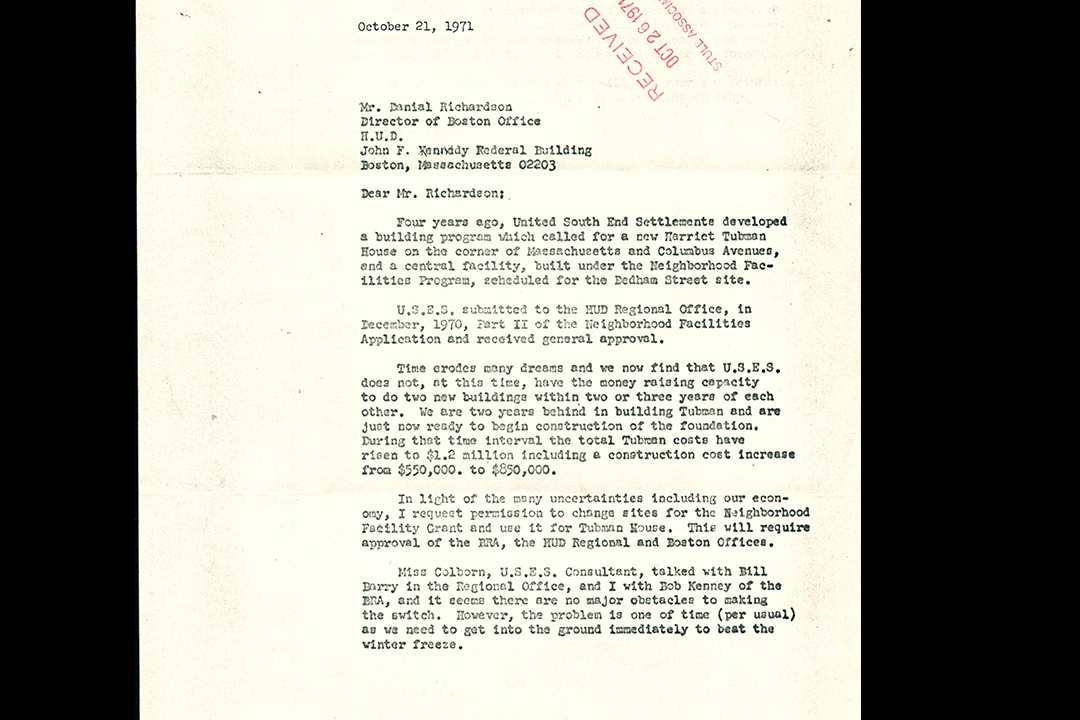 October 21, 1971
STULL ASSOCIA
OCT 26 197
RECEIVED
Mr. Danial Richardson
Director of Boston Office
H.U.D.
John F. Kennedy Federal Building
Boston, Massachusetts 02203
Dear Mr. Richardson:
Four years ago, United South End Settlements developed
a building program which called for a new Harriet Tubman
House on the corner of Massachusetts and Columbus Avenues,
and a central facility, built under the Neighborhood Fac-
ilities Program, scheduled for the Dedham Street site.
U.S.E.S. submitted to the HUD Regional Office, in
December, 1970, Part II of the Neighborhood Facilities
Application and received general approval.
Time erodes many dreams and we now find that U.S.E.S.
does not, at this time, have the money raising capacity
to do two new buildings within two or three years of each
other. We are two years behind in building Tubman and are
just now ready to begin construction of the foundation.
During that time interval the total Tubman costs have
risen to $1.2 million including a construction cost increase
from $550,000. to $850,000.
In light of the many uncertainties including our econ-
omy, I request permission to change sites for the Neighborhood
Facility Grant and use it for Tubman House. This will require
approval of the BRA, the HUD Regional and Boston Offices.
Miss Colborn, U.S.E.S. Consultant, talked with Bill
Barry in the Regional Office, and I with Bob Kenney of the
BRA, and it seems there are no major obstacles to making
the switch. However, the problem is one of time (per usual)
as we need to get into the ground immediately to beat the
winter freeze.